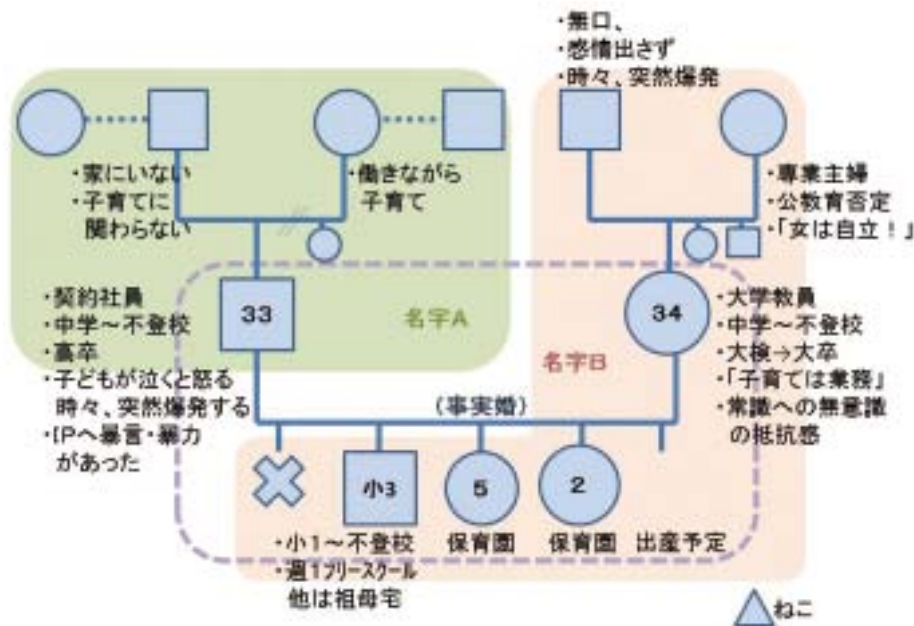 ・無口、
・感情出さず
・時々、突然爆発
・家にいない
・子育てに
関わらない
・働きながら
子育て
・専業主婦
・公教育否定
・「女は自立！」
・契約社員
・中学～不登校
・高卒
・子どもが泣くと怒る
時々、突然爆発する
・IPへ暴言・暴力
があった
33
名字A
34
名字B
・大学教員
・中学～不登校
・大検→大卒
・「子育ては業務」
・常識への無意識
の抵抗感
（事実婚）
小3
5
2
・小1～不登校
・週1フリースクール
他は祖母宅
保育園
保育園
出産予定
ねこ